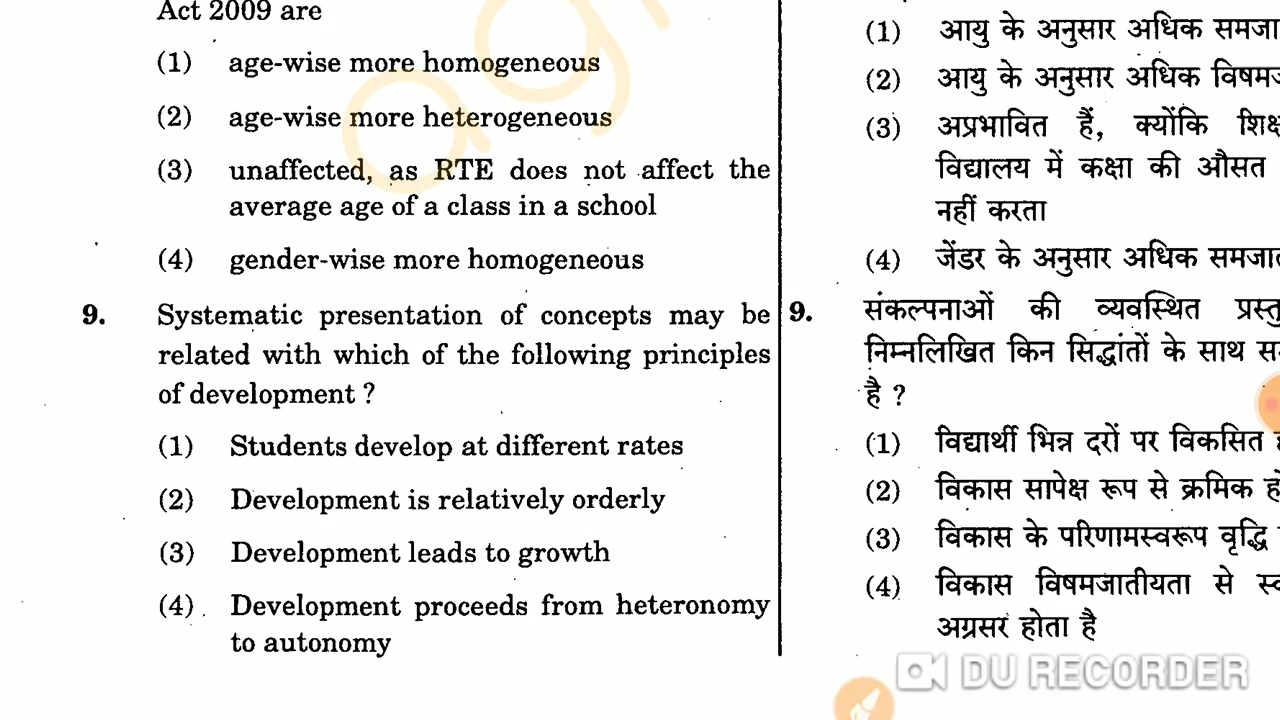 Act 2009 are
(1) age-wise more homogeneous
(2) age-wise more heterogeneous
(3) unaffected, as RTE does not affect the
average age of a class in a school
(4) gender-wise more homogeneous
9. Systematic presentation of concepts may be
related with which of the following principles
of development ?
(1) Students develop at different rates
(2) Development is relatively orderly
(3) Development leads to growth
(4) Development proceeds from heteronomy
to autonomy
(1) आयु के अनुसार अधिक
(2) आयु के अनुसार अधिक
(3) अप्रभावित हैं, क्योंकि
विद्यालय में कक्षा की औसत
नहीं करता
(4) जेंडर के अनुसार अधिक
9. संकल्पनाओं की व्यवस्थित
निम्नलिखित किन सिद्धांतों के साथ
है ?
(1) विद्यार्थी भिन्न दरों पर विकसित
(2) विकास सापेक्ष रूप से क्रमिक
(3) विकास के परिणामस्वरूप वृद्धि
(4) विकास विषमजातीयता से
अग्रसर होता है
DU RECORDER